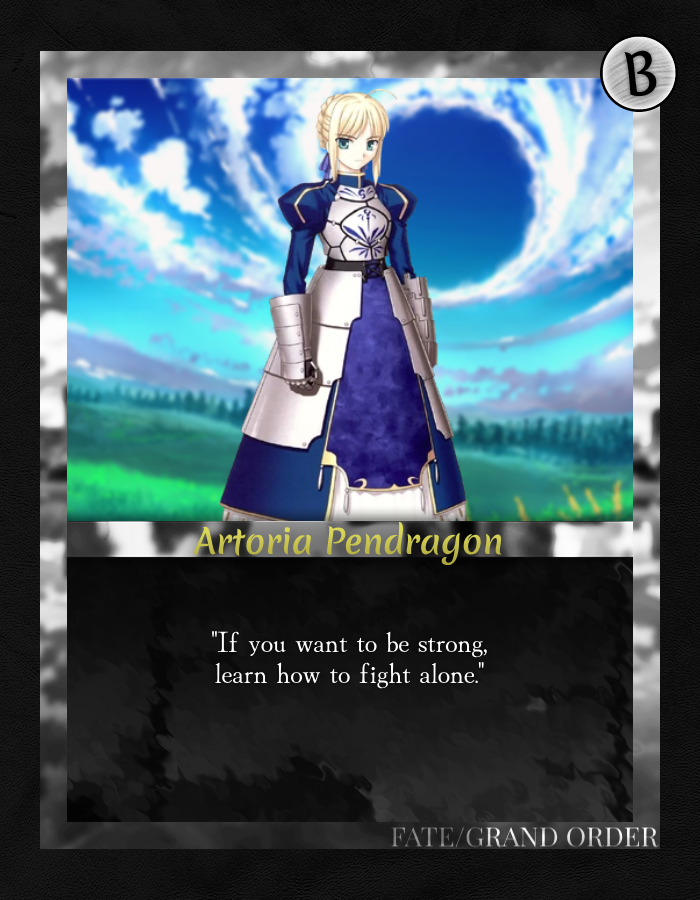 B
Artoria Pendragon
"If you want to be strong,
learn how to fight alone."
FATE/GRAND ORDER